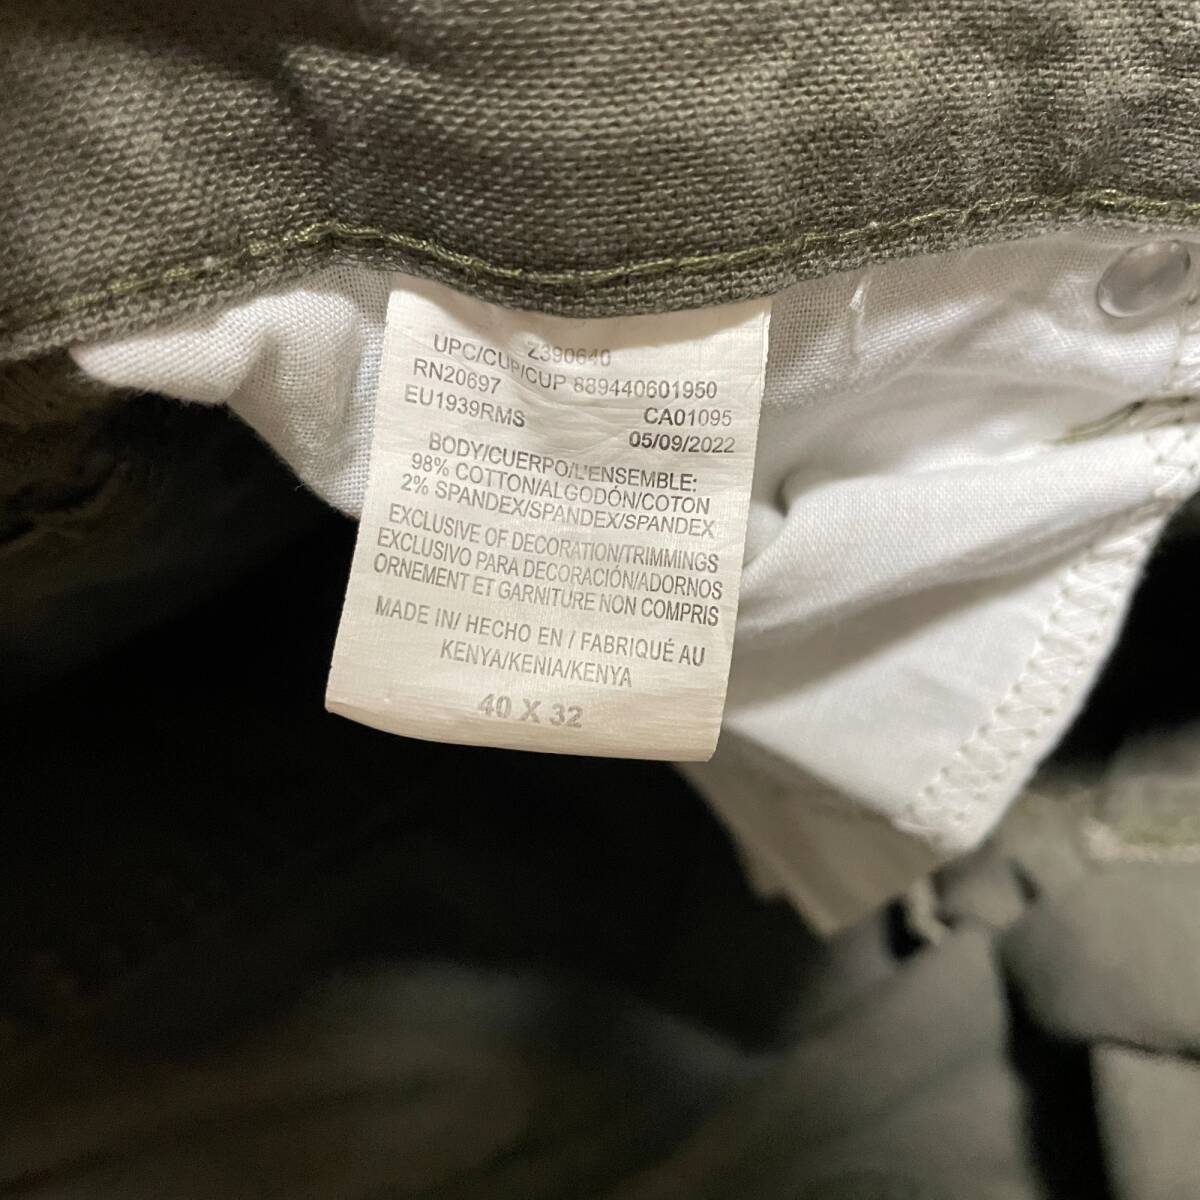 Z390640
UPC/CUP/CUP 889440601950
RN20697
EU1939RMS CA01095
05/09/2022
BODY/CUERPO/L'ENSEMBLE:
98% COTTON/ALGODÓN/COTON
2% SPANDEX/SPANDEX/SPANDEX
EXCLUSIVE OF DECORATION/TRIMMINGS
EXCLUSIVO PARA DECORACIÓN/ADORNOS
ORNEMENT ET GARNITURE NON COMPRIS
MADE IN/ HECHO EN / FABRIQUÉ AU
KENYA/KENIA/KENYA
40 X 32